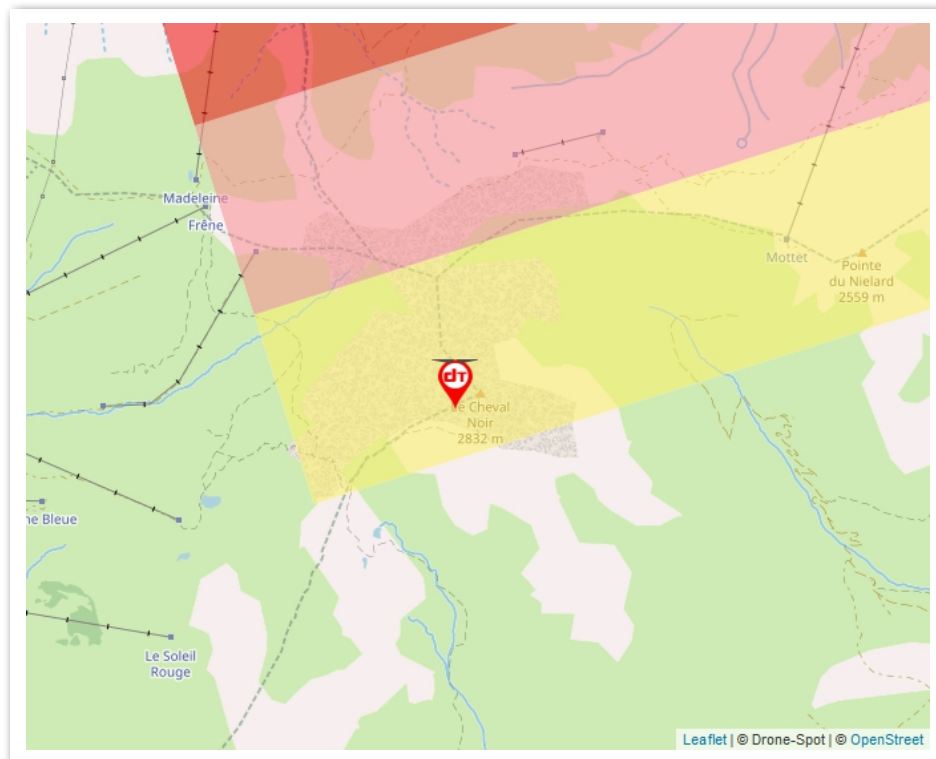 Madeleine
Frêne
Mottet
Pointe
du Nielard
2559 m
dT
Le Cheval
Noir
2832 m
ne Bleue
Le Soleil
Rouge
Leaflet | © Drone-Spot | © OpenStreet